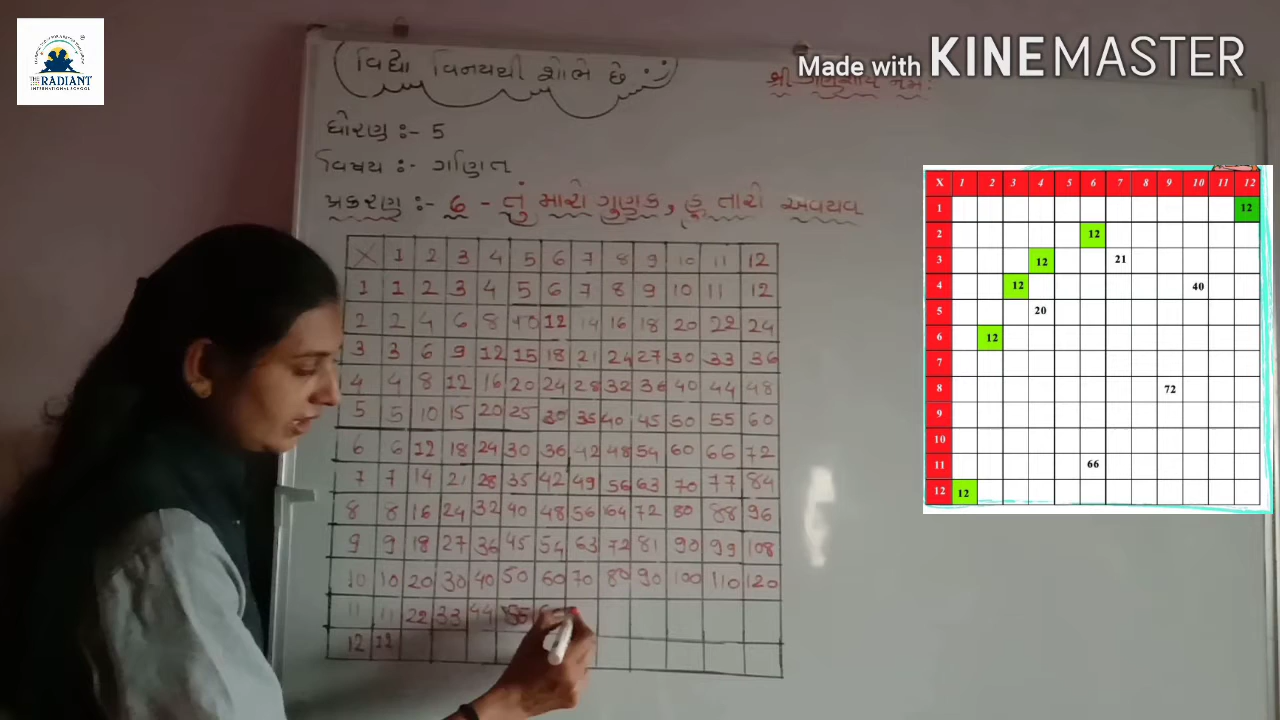 THE RADIANT
INTERNATIONAL SCHOOL
Made with KINEMASTER
વિદ્યા વિનયથી શોભે છે
શ્રી ગણેશાય નમઃ
ધોરણ :- 5
વિષય :- ગણિત
પ્રકરણ :- 6 - તું મારો ગુણક, હું તારો અવયવ
X 1 2 3 4 5 6 7 8 9 10 11 12
1 1 2 3 4 5 6 7 8 9 10 11 12
2 2 4 6 8 10 12 14 16 18 20 22 24
3 3 6 9 12 15 18 21 24 27 30 33 36
4 4 8 12 16 20 24 28 32 36 40 44 48
5 5 10 15 20 25 30 35 40 45 50 55 60
6 6 12 18 24 30 36 42 48 54 60 66 72
7 7 14 21 28 35 42 49 56 63 70 77 84
8 8 16 24 32 40 48 56 64 72 80 88 96
9 9 18 27 36 45 54 63 72 81 90 99 108
10 10 20 30 40 50 60 70 80 90 100 110 120
11 11 22 33 44 55
12 12
X 1 2 3 4 5 6 7 8 9 10 11 12
1 12
2 12
3 12 21
4 12 40
5 20
6 12
7
8 72
9
10
11 66
12 12